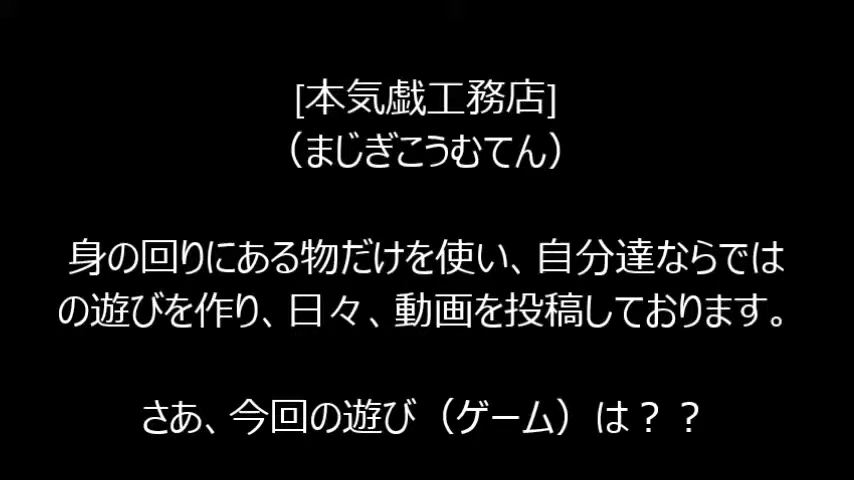 [本気戯工務店]
（まじぎこうむてん）
身の回りにある物だけを使い、自分達ならでは
の遊びを作り、日々、動画を投稿しております。
さあ、今回の遊び（ゲーム）は？？